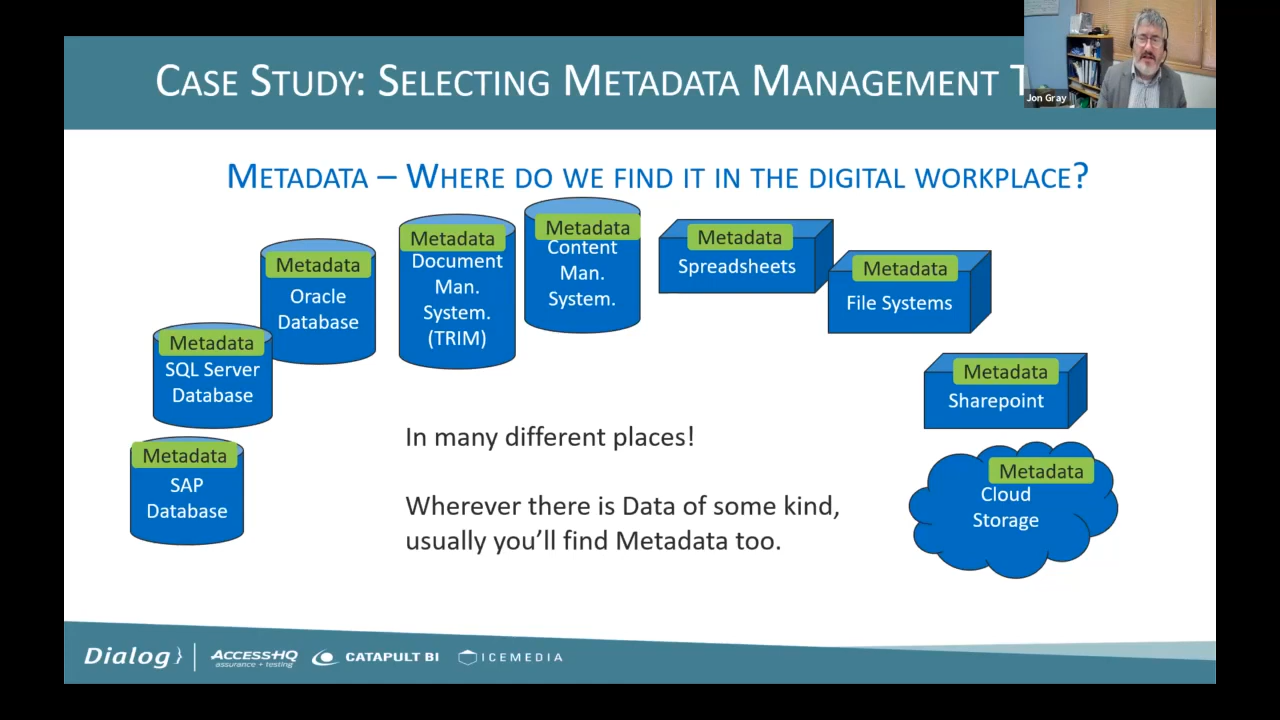 CASE STUDY: SELECTING METADATA MANAGEMENT T
Jon Gray
METADATA – WHERE DO WE FIND IT IN THE DIGITAL WORKPLACE?
Metadata
SAP
Database
Metadata
SQL Server
Database
Metadata
Oracle
Database
Metadata
Document
Man.
System.
(TRIM)
Metadata
Content
Man.
System.
Metadata
Spreadsheets
Metadata
File Systems
Metadata
Sharepoint
Metadata
Cloud
Storage
In many different places!
Wherever there is Data of some kind,
usually you'll find Metadata too.
Dialog
ACCESSHQ
assurance + testing
CATAPULT BI
ICEMEDIA